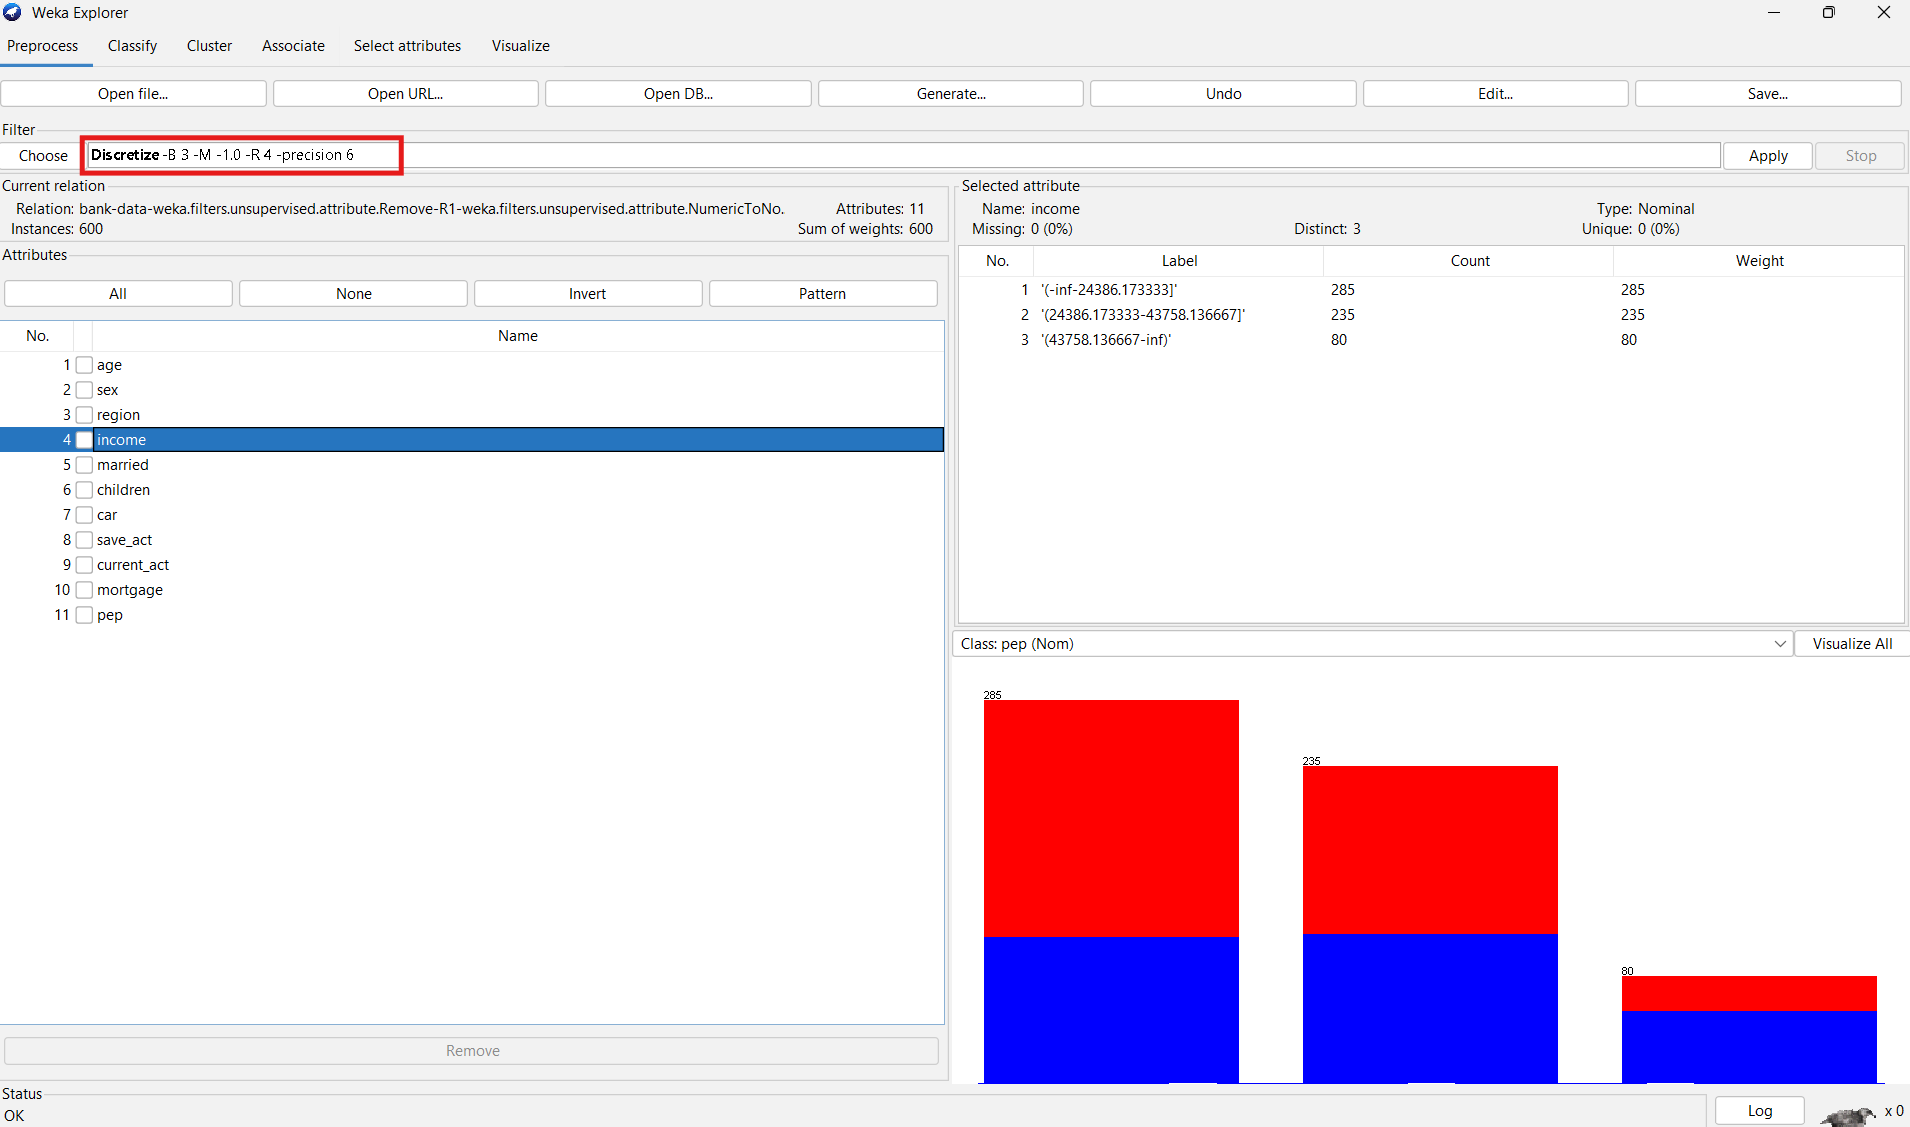 Weka Explorer
Preprocess Classify Cluster Associate Select attributes Visualize
Open file... Open URL... Open DB... Generate... Undo Edit... Save...
Filter
Choose Discretize -B 3 -M -1.0 -R 4 -precision 6 Apply Stop
Current relation
Relation: bank-data-weka.filters.unsupervised.attribute.Remove-R1-weka.filters.unsupervised.attribute.NumericToNo. Attributes: 11
Instances: 600 Sum of weights: 600
Attributes
All None Invert Pattern
No. Name
1 age
2 sex
3 region
4 income
5 married
6 children
7 car
8 save_act
9 current_act
10 mortgage
11 pep
Remove
Selected attribute
Name: income Type: Nominal
Missing: 0 (0%) Distinct: 3 Unique: 0 (0%)
No. Label Count Weight
1 '(-inf-24386.173333]' 285 285
2 '(24386.173333-43758.136667]' 235 235
3 '(43758.136667-inf)' 80 80
Class: pep (Nom) Visualize All
285
235
80
Status
OK
Log x 0